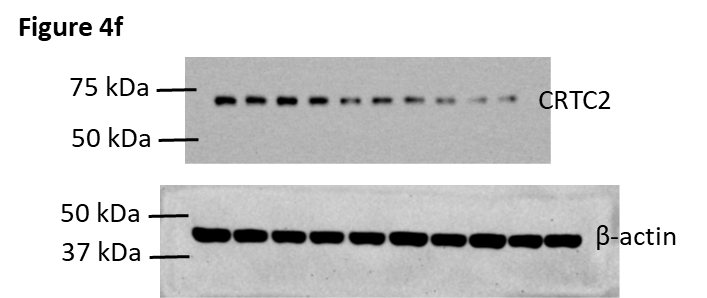 Figure 4f
75 kDa
CRTC2
50 kDa
50 kDa
β-actin
37 kDa